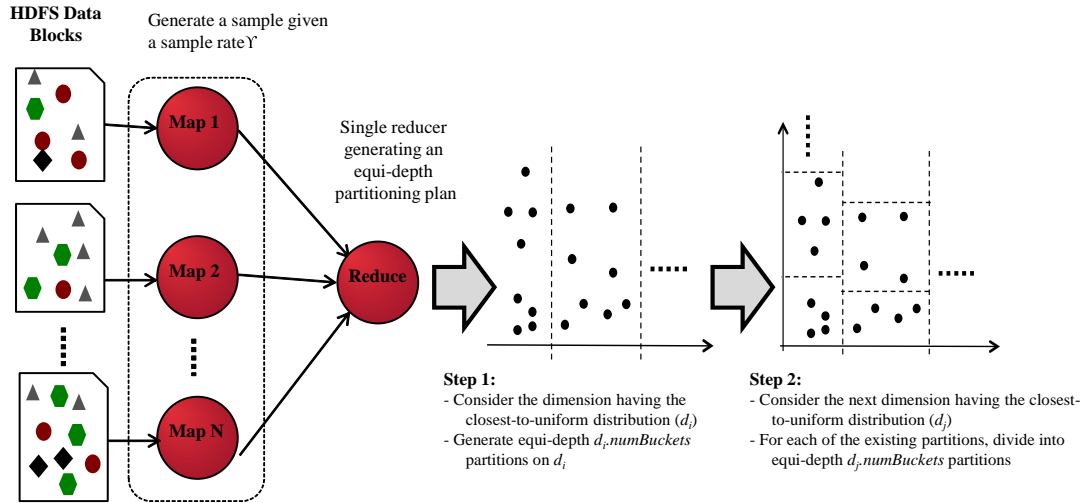 HDFS Data
Blocks
Generate a sample given
a sample rate ϒ
Map 1
Map 2
Map N
Single reducer
generating an
equi-depth
partitioning plan
Reduce
Step 1:
- Consider the dimension having the
closest-to-uniform distribution (di)
- Generate equi-depth di.numBuckets
partitions on di
Step 2:
- Consider the next dimension having the closest-
to-uniform distribution (dj)
- For each of the existing partitions, divide into
equi-depth dj.numBuckets partitions